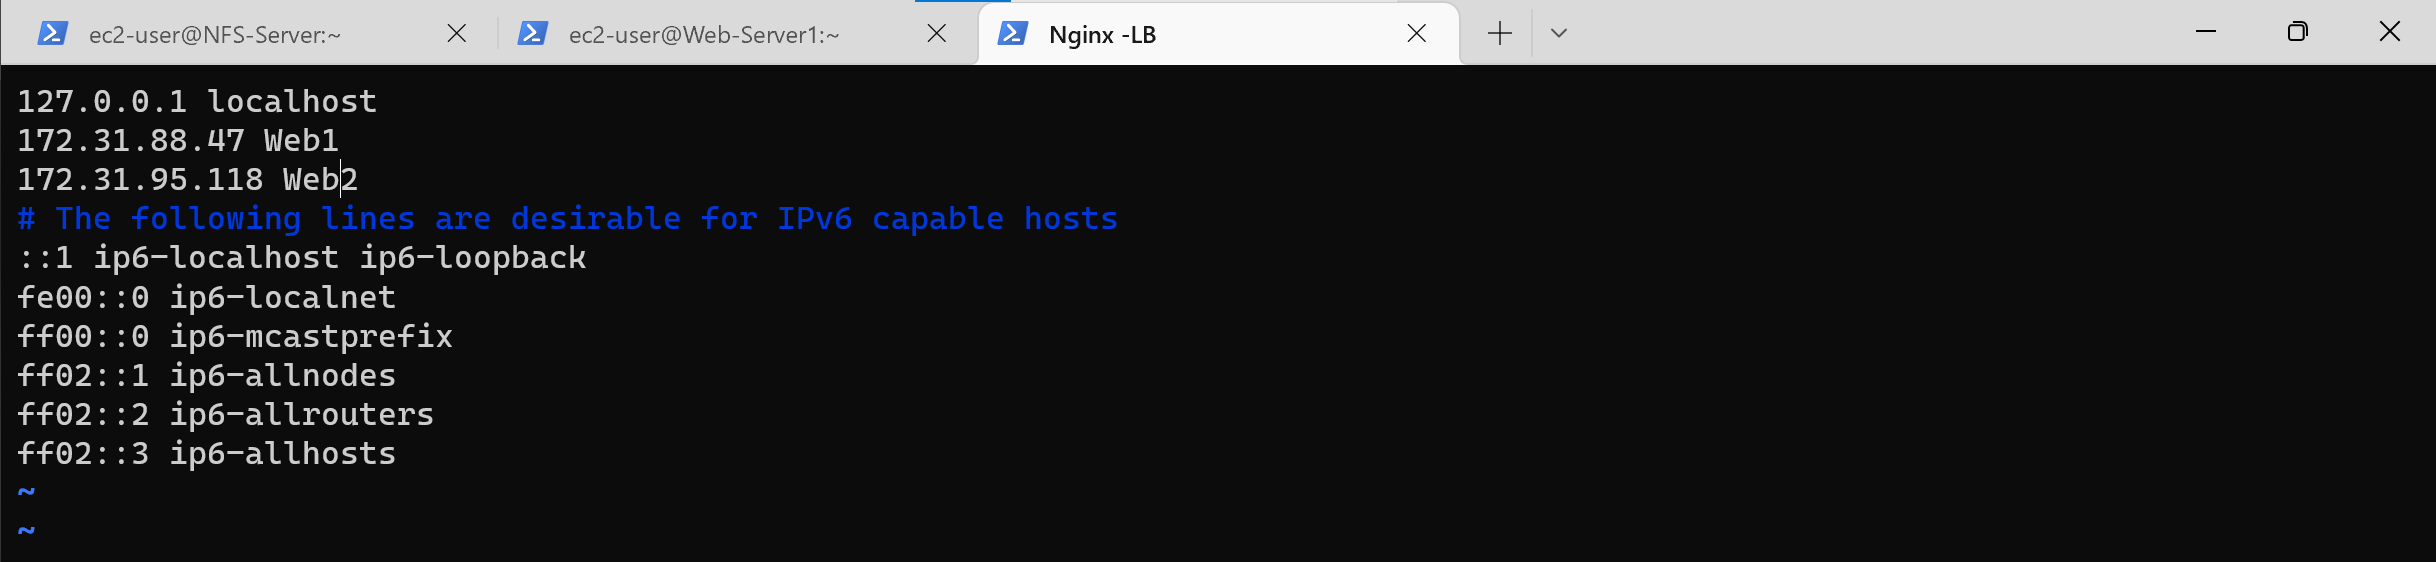 ec2-user@NFS-Server:~
ec2-user@Web-Server1:~
Nginx -LB
127.0.0.1 localhost
172.31.88.47 Web1
172.31.95.118 Web2
# The following lines are desirable for IPv6 capable hosts
::1 ip6-localhost ip6-loopback
fe00::0 ip6-localnet
ff00::0 ip6-mcastprefix
ff02::1 ip6-allnodes
ff02::2 ip6-allrouters
ff02::3 ip6-allhosts
~
~